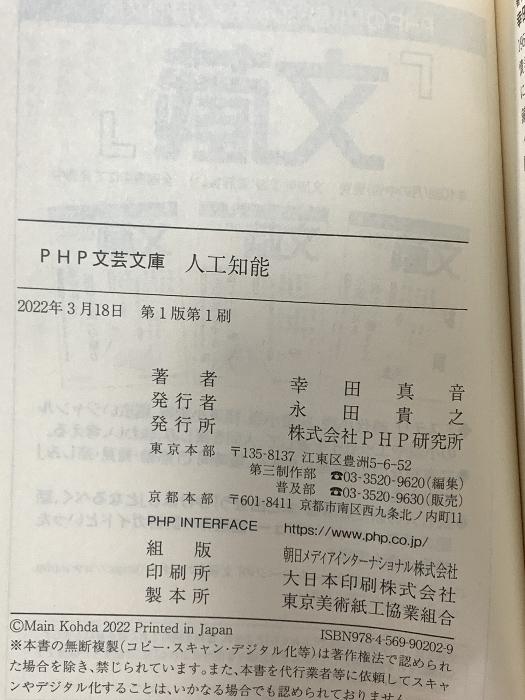 PHP文芸文庫　人工知能
2022年3月18日　第1版第1刷
著者　幸田真音
発行者　永田貴之
発行所　株式会社PHP研究所
東京本部　〒135-8137 江東区豊洲5-6-52
第三制作部　☎03-3520-9620(編集)
普及部　☎03-3520-9630(販売)
京都本部　〒601-8411 京都市南区西九条北ノ内町11
PHP INTERFACE　https://www.php.co.jp/
組版　朝日メディアインターナショナル株式会社
印刷所　大日本印刷株式会社
製本所　東京美術紙工協業組合
©Main Kohda 2022 Printed in Japan　ISBN978-4-569-90202-9
※本書の無断複製(コピー・スキャン・デジタル化等)は著作権法で認められ
た場合を除き、禁じられています。また、本書を代行業者等に依頼してスキャ
ンやデジタル化することは、いかなる場合でも認められておりません